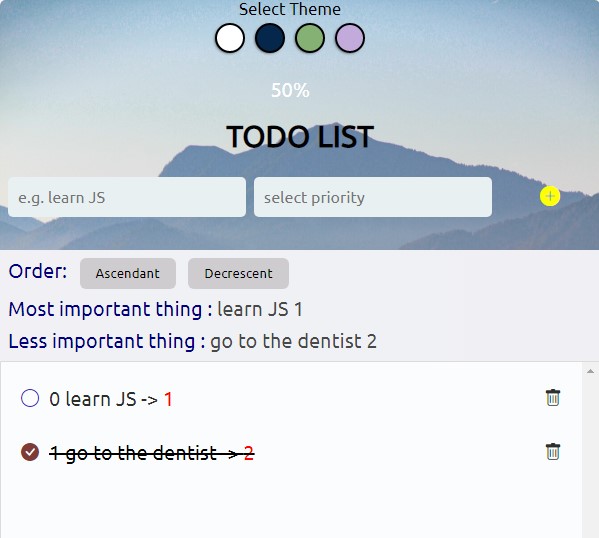 Select Theme
50%
TODO LIST
e.g. learn JS select priority +
Order: Ascendant Decrescent
Most important thing : learn JS 1
Less important thing : go to the dentist 2
0 learn JS -> 1
1 go to the dentist -> 2